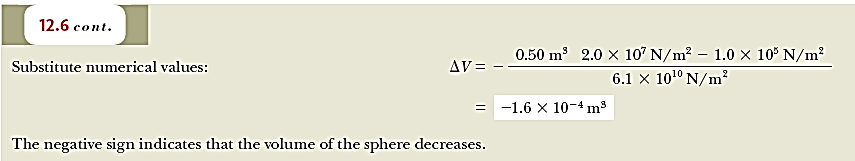 12.6 cont.
Substitute numerical values:
ΔV = − 0.50 m³ 2.0 × 10⁷ N/m² − 1.0 × 10⁵ N/m²
6.1 × 10¹⁰ N/m²
= −1.6 × 10⁻⁴ m³
The negative sign indicates that the volume of the sphere decreases.